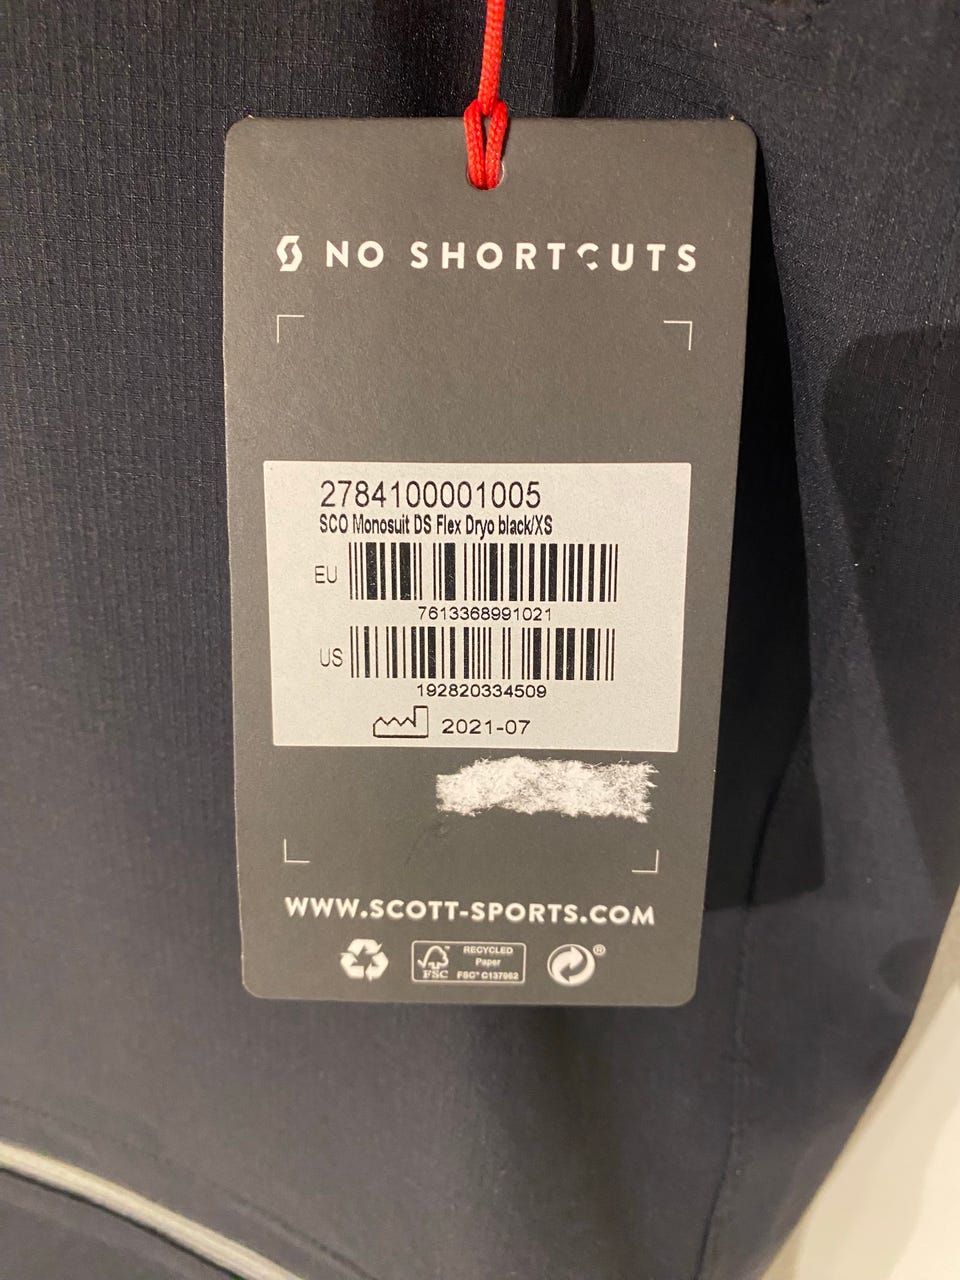 NO SHORTCUTS
2784100001005
SCO Monosuit DS Flex Dryo black/XS
EU
7613368991021
US
192820334509
2021-07
WWW.SCOTT-SPORTS.COM
FSC
RECYCLED
Paper
FSC® C137962
®